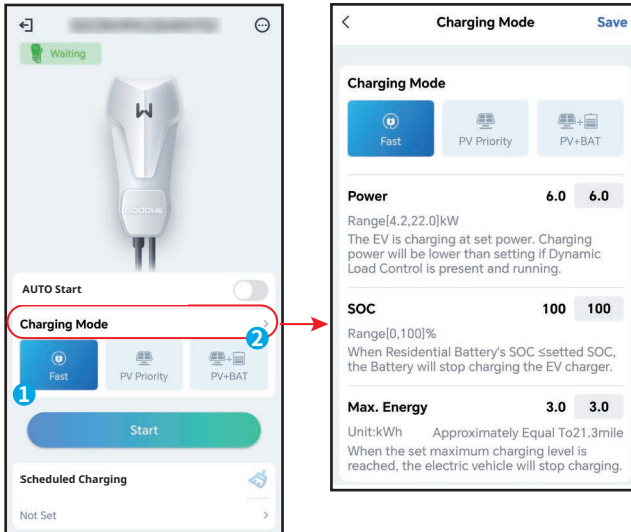 Waiting
GOODWE
AUTO Start
Charging Mode
2
Fast
PV Priority
PV+BAT
1
Start
Scheduled Charging
Not Set
Charging Mode
Save
Charging Mode
Fast
PV Priority
PV+BAT
Power 6.0 6.0
Range[4.2,22.0]kW
The EV is charging at set power. Charging
power will be lower than setting if Dynamic
Load Control is present and running.
SOC 100 100
Range[0,100]%
When Residential Battery's SOC ≤setted SOC,
the Battery will stop charging the EV charger.
Max. Energy 3.0 3.0
Unit:kWh Approximately Equal To21.3mile
When the set maximum charging level is
reached, the electric vehicle will stop charging.